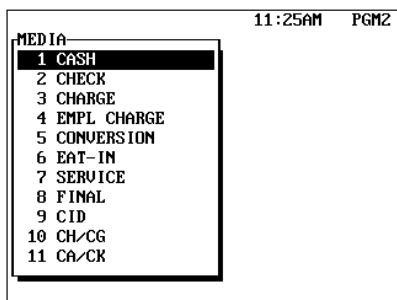 11:25AM PGM2
MEDIA
1 CASH
2 CHECK
3 CHARGE
4 EMPL CHARGE
5 CONVERSION
6 EAT-IN
7 SERVICE
8 FINAL
9 CID
10 CH/CG
11 CA/CK